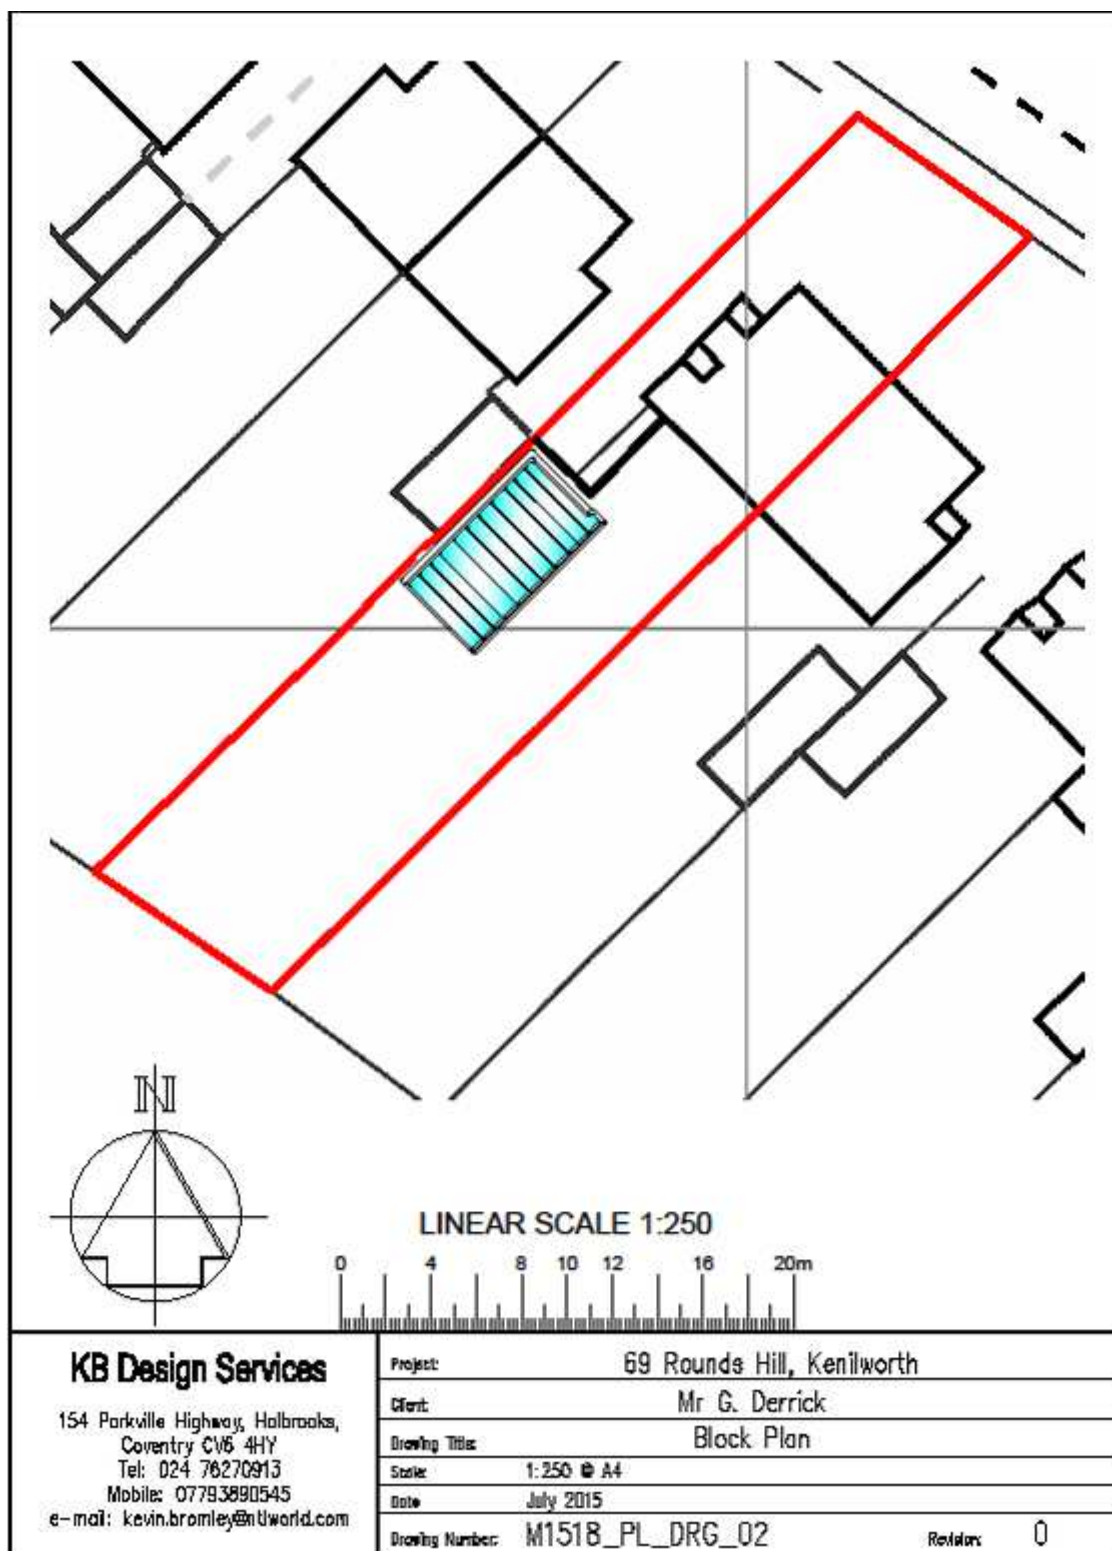 N
LINEAR SCALE 1:250
0 4 8 10 12 16 20m
KB Design Services
154 Parkville Highway, Holbrooks,
Coventry CV6 4HY
Tel: 024 76270913
Mobile: 07793890545
e-mail: kevin.bromley@ntlworld.com
Project: 69 Rounds Hill, Kenilworth
Client: Mr G. Derrick
Drawing Title: Block Plan
Scale: 1:250 @ A4
Date July 2015
Drawing Number: M1518_PL_DRG_02 Revision: 0